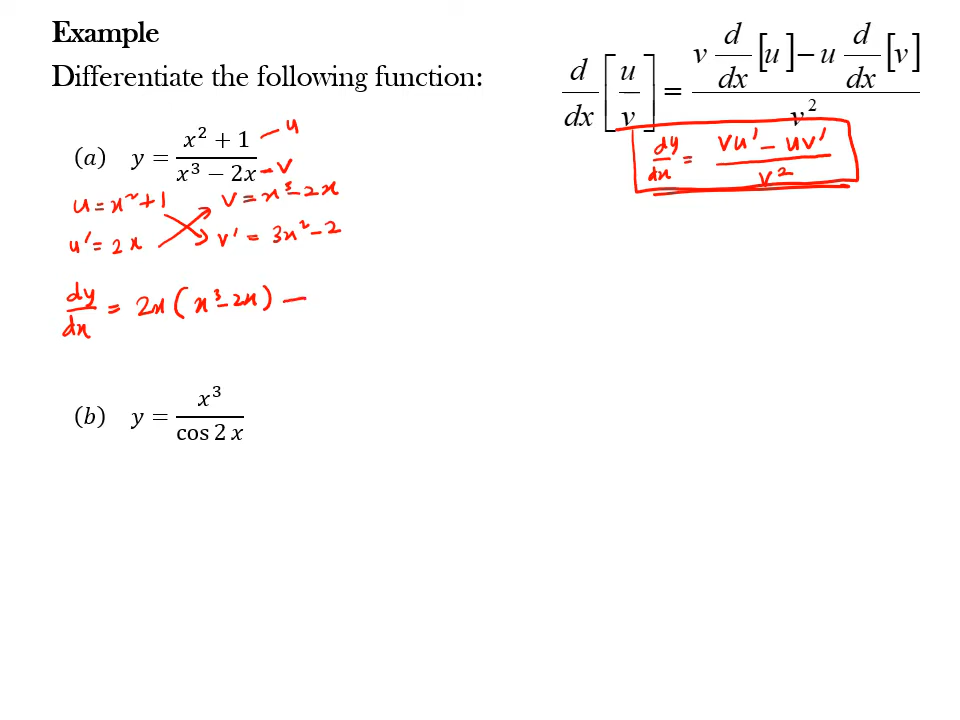 Example
Differentiate the following function:
d/dx [u/v] = (v d/dx [u] − u d/dx [v]) / v²
dy/dx = (vu' − uv') / v²
(a) y = (x² + 1) / (x³ − 2x)
— u
— v
u = x² + 1 v = x³ − 2x
u' = 2x v' = 3x² − 2
dy/dx = 2x (x³ − 2x) −
(b) y = x³ / cos 2x